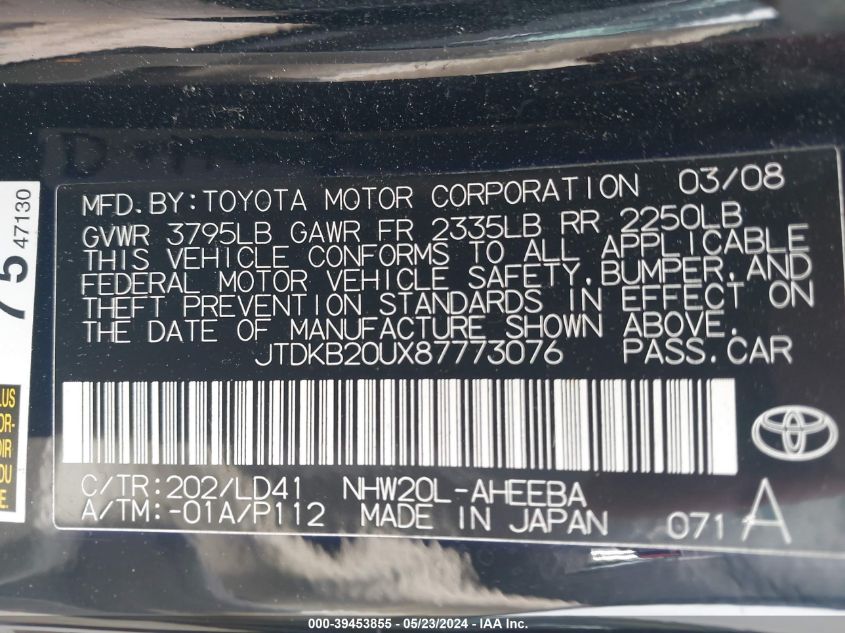 MFD. BY: TOYOTA MOTOR CORPORATION 03/08
GVWR 3795LB GAWR FR 2335LB RR 2250LB
THIS VEHICLE CONFORMS TO ALL APPLICABLE
FEDERAL MOTOR VEHICLE SAFETY, BUMPER, AND
THEFT PREVENTION STANDARDS IN EFFECT ON
THE DATE OF MANUFACTURE SHOWN ABOVE.
JTDKB20UX87773076 PASS.CAR
C/TR:202/LD41 NHW20L-AHEEBA
A/TM:-01A/P112 MADE IN JAPAN 071 A
75
47130
000-39453855 - 05/23/2024 - IAA Inc.